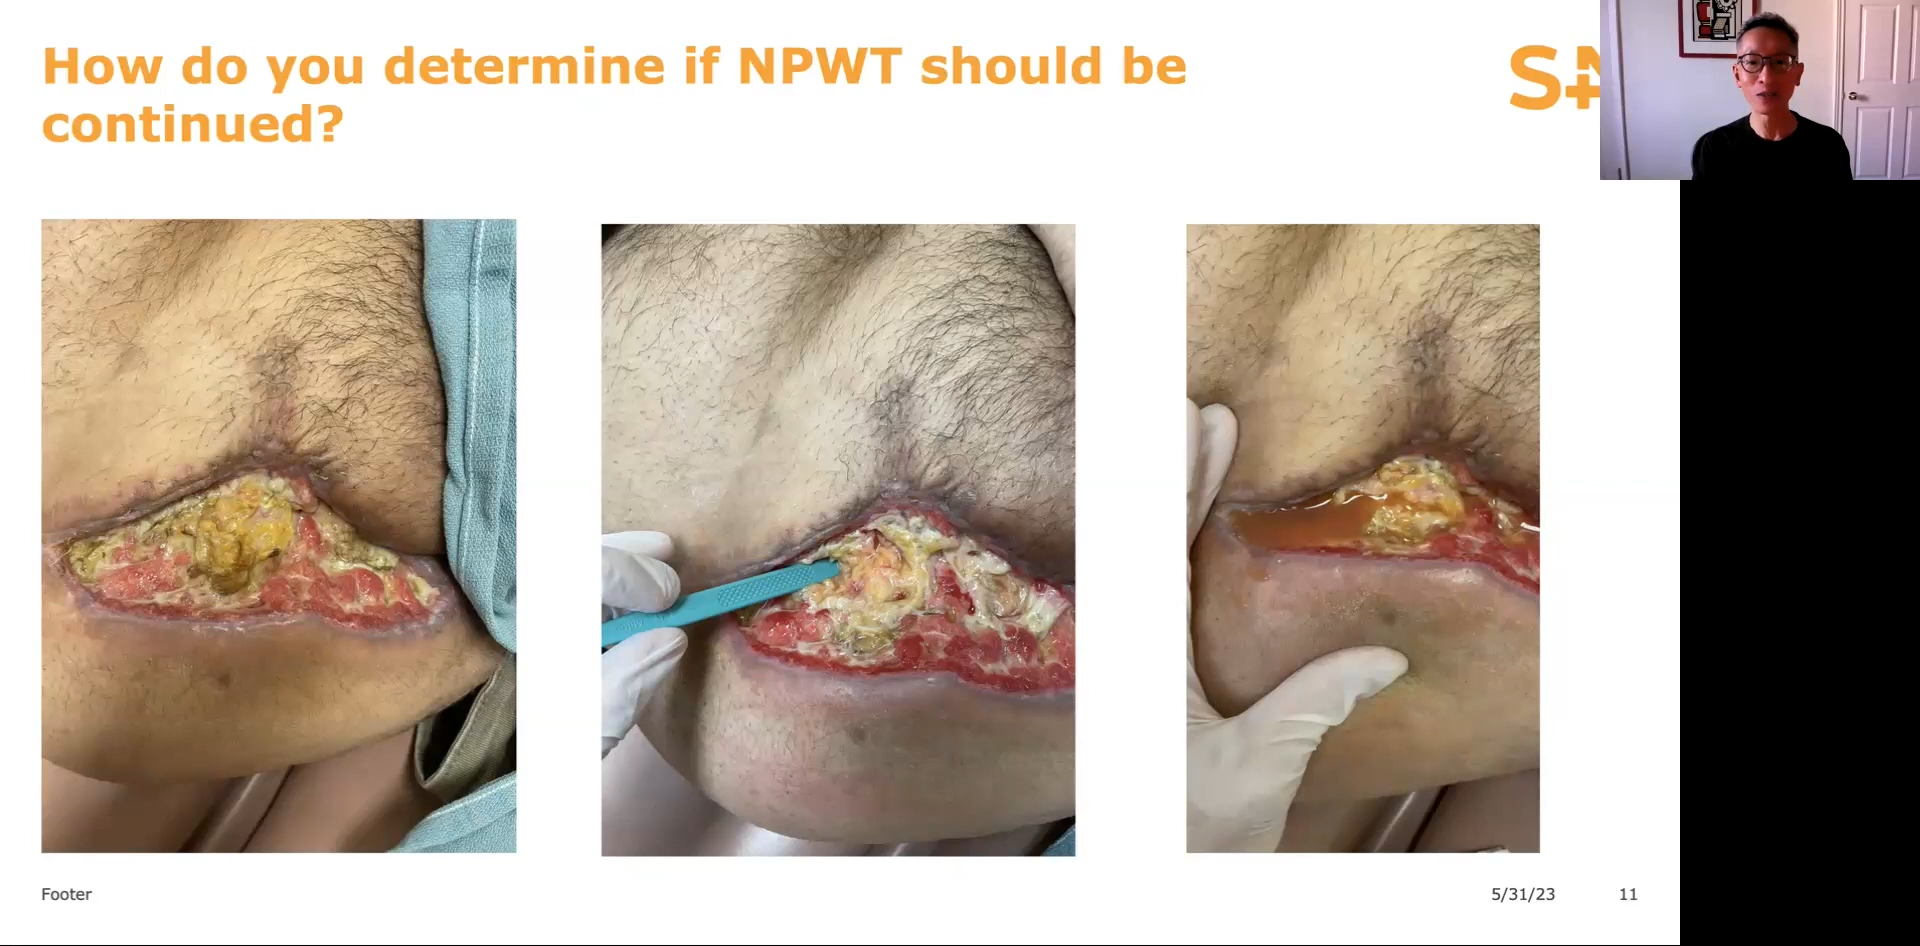 How do you determine if NPWT should be
continued?
S+
Footer
5/31/23
11